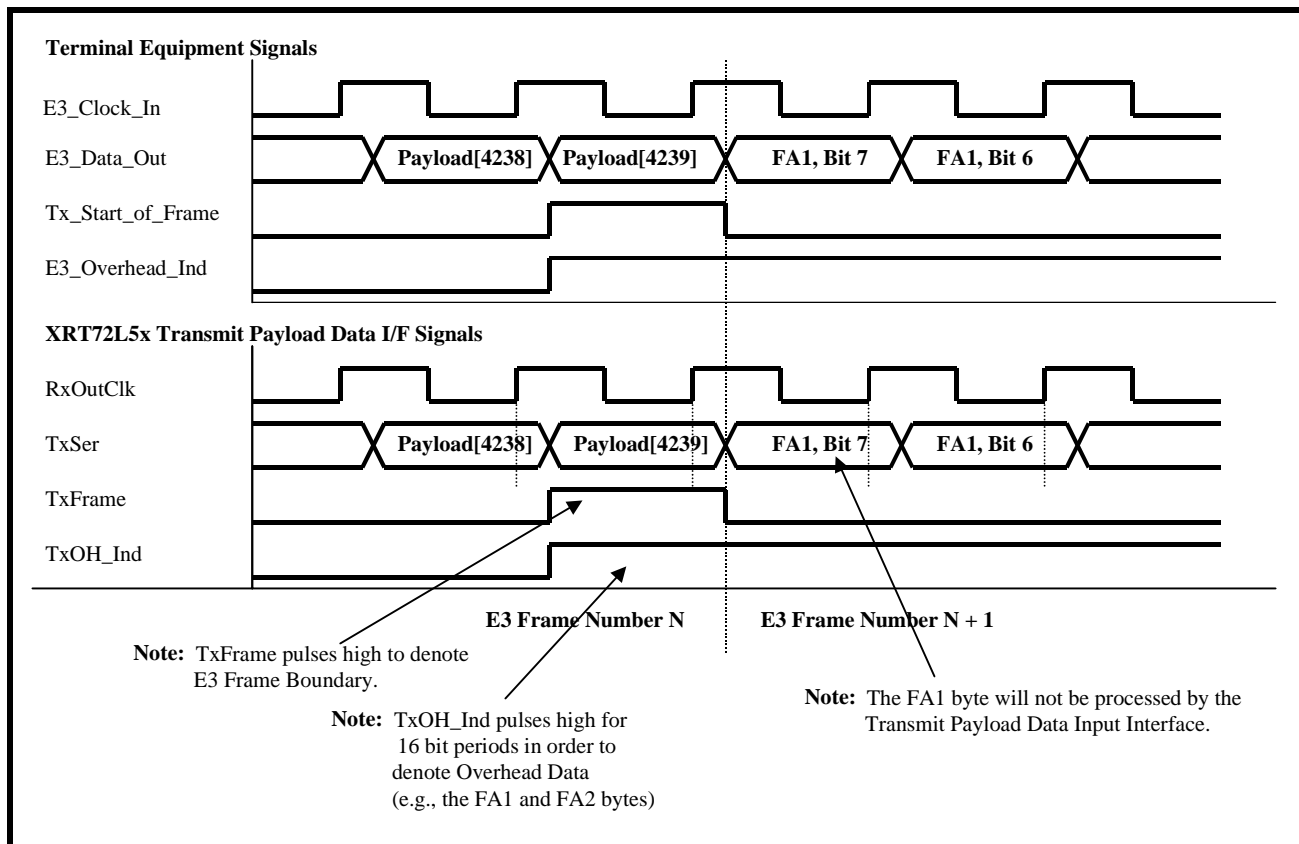 Terminal Equipment Signals
E3_Clock_In
E3_Data_Out
Payload[4238]
Payload[4239]
FA1, Bit 7
FA1, Bit 6
Tx_Start_of_Frame
E3_Overhead_Ind
XRT72L5x Transmit Payload Data I/F Signals
RxOutClk
TxSer
Payload[4238]
Payload[4239]
FA1, Bit 7
FA1, Bit 6
TxFrame
TxOH_Ind
E3 Frame Number N
E3 Frame Number N + 1
Note: TxFrame pulses high to denote
E3 Frame Boundary.
Note: The FA1 byte will not be processed by the
Transmit Payload Data Input Interface.
Note: TxOH_Ind pulses high for
16 bit periods in order to
denote Overhead Data
(e.g., the FA1 and FA2 bytes)